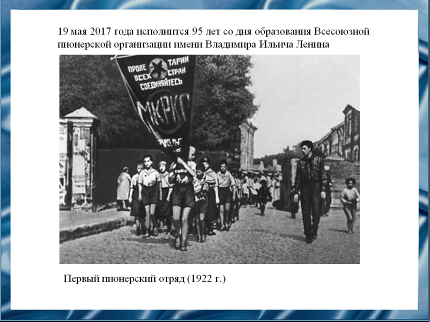 19 мая 2017 года исполнится 95 лет со дня образования Всесоюзной
пионерской организации имени Владимира Ильича Ленина
ПРОЛЕ ТАРИИ
ВСЕХ СТРАН
СОЕДИНЯЙТЕСЬ
МКРКС
Первый пионерский отряд (1922 г.)